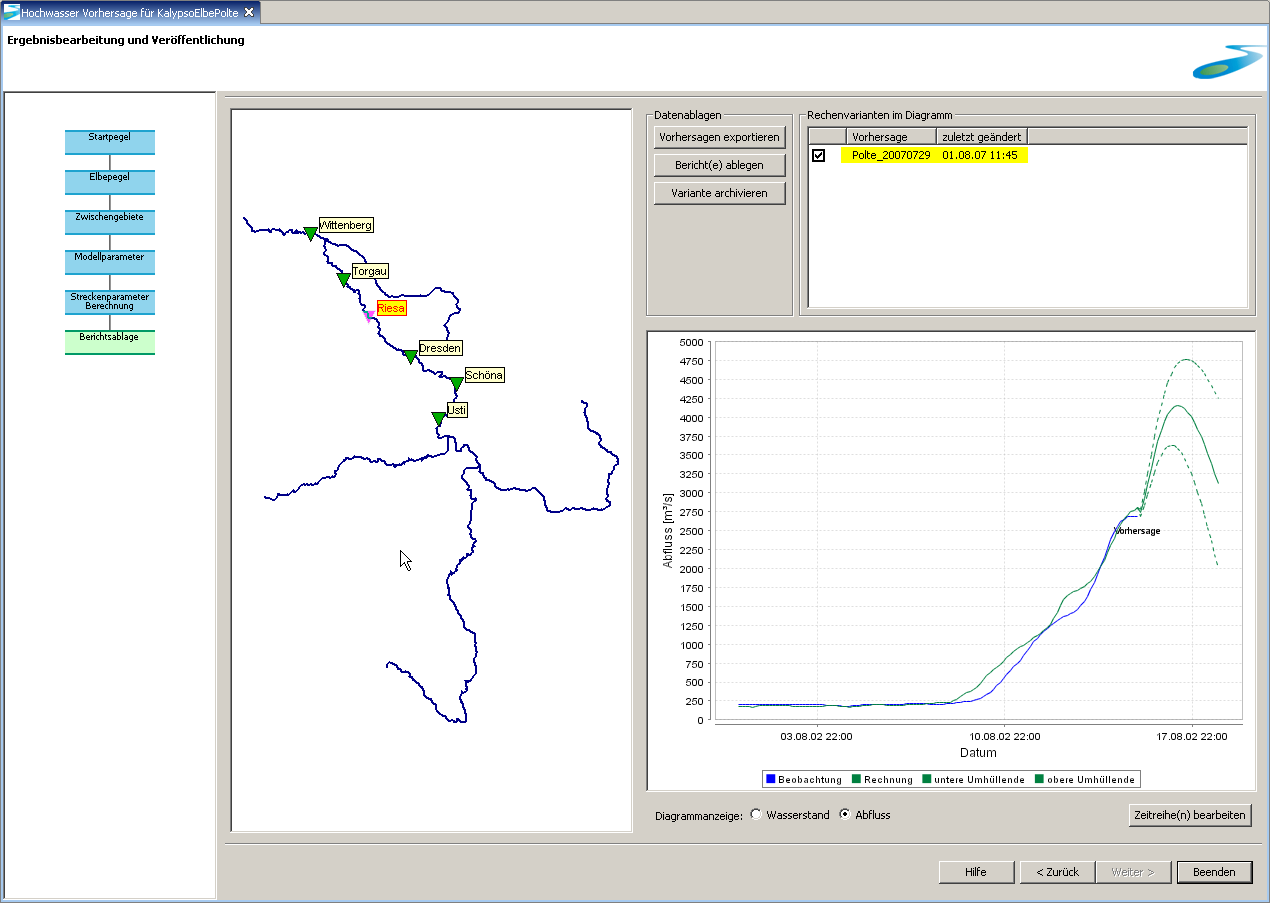 Hochwasser Vorhersage für KalypsoElbePolte
Ergebnisbearbeitung und Veröffentlichung
Startpegel
Elbepegel
Zwischengebiete
Modellparameter
Streckenparameter
Berechnung
Berichtsablage
Wittenberg
Torgau
Riesa
Dresden
Schöna
Usti
Datenablagen
Vorhersagen exportieren
Bericht(e) ablegen
Variante archivieren
Rechenvarianten im Diagramm
Vorhersage zuletzt geändert
Polte_20070729 01.08.07 11:45
5000
4750
4500
4250
4000
3750
3500
3250
3000
2750
2500
2250
2000
1750
1500
1250
1000
750
500
250
0
Abfluss [m³/s]
Vorhersage
03.08.02 22:00 10.08.02 22:00 17.08.02 22:00
Datum
Beobachtung Rechnung untere Umhüllende obere Umhüllende
Diagrammanzeige: Wasserstand Abfluss
Zeitreihe(n) bearbeiten
Hilfe < Zurück Weiter > Beenden